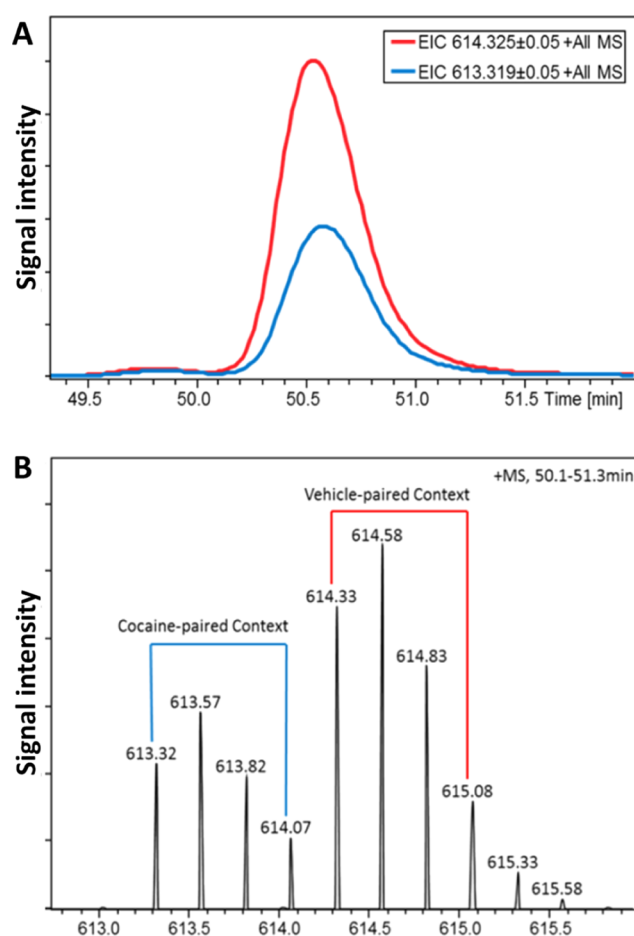 A
EIC 614.325±0.05 +All MS
EIC 613.319±0.05 +All MS
Signal intensity
49.5 50.0 50.5 51.0 51.5 Time [min]
B
+MS, 50.1-51.3min
Vehicle-paired Context
614.58
614.33
Cocaine-paired Context
614.83
613.57
613.32
613.82
615.08
614.07
615.33
615.58
Signal intensity
613.0 613.5 614.0 614.5 615.0 615.5